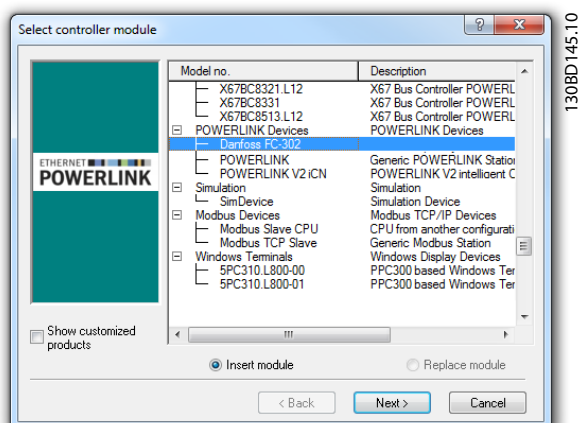 Select controller module
Model no. Description
X67BC8321.L12 X67 Bus Controller POWERL
X67BC8331 X67 Bus Controller POWERL
X67BC8513.L12 X67 Bus Controller POWERL
POWERLINK Devices POWERLINK Devices
Danfoss FC-302
POWERLINK Generic POWERLINK Station
POWERLINK V2 iCN POWERLINK V2 intelligent C
Simulation Simulation
SimDevice Simulation Device
Modbus Devices Modbus TCP/IP Devices
Modbus Slave CPU CPU from another configurati
Modbus TCP Slave Generic Modbus Station
Windows Terminals Windows Display Devices
5PC310.L800-00 PPC300 based Windows Ter
5PC310.L800-01 PPC300 based Windows Ter
ETHERNET
POWERLINK
Show customized
products
Insert module Replace module
< Back Next > Cancel
130BD145.10